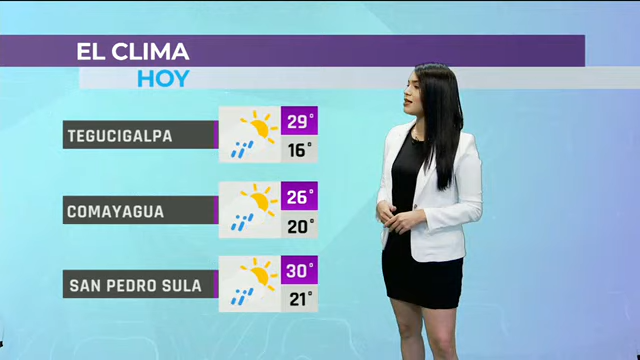 EL CLIMA
HOY
TEGUCIGALPA 29° 16°
COMAYAGUA 26° 20°
SAN PEDRO SULA 30° 21°